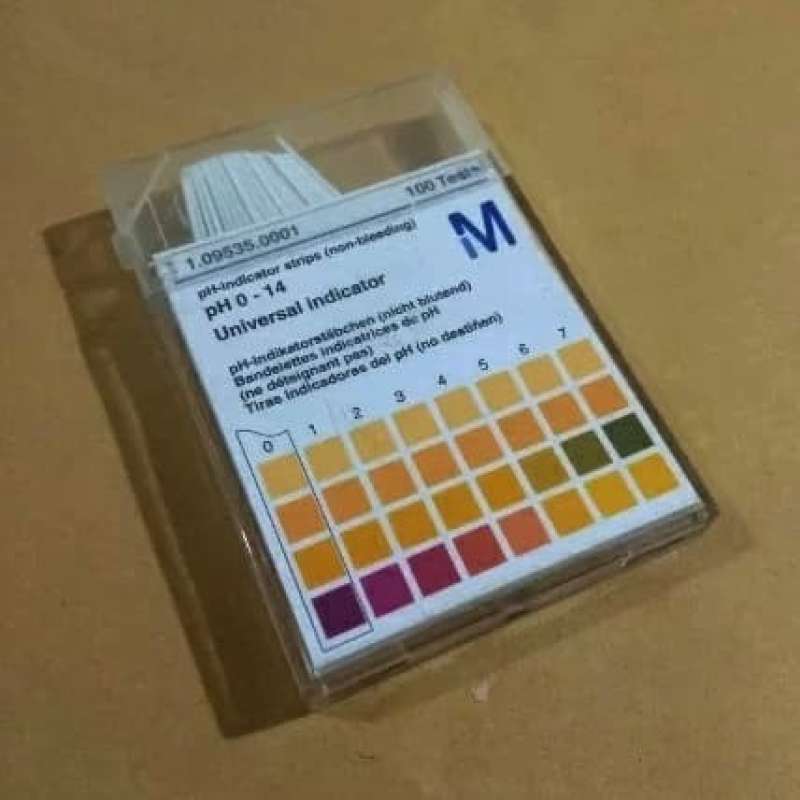 1.09535.0001 100 Tests
pH-indicator strips (non-bleeding)
pH 0 - 14
Universal indicator
M
pH-Indikatorstäbchen (nicht blutend)
Bandelettes indicatrices de pH
(ne déteignant pas)
Tiras indicadoras del pH (no destiñen)
0 1 2 3 4 5 6 7